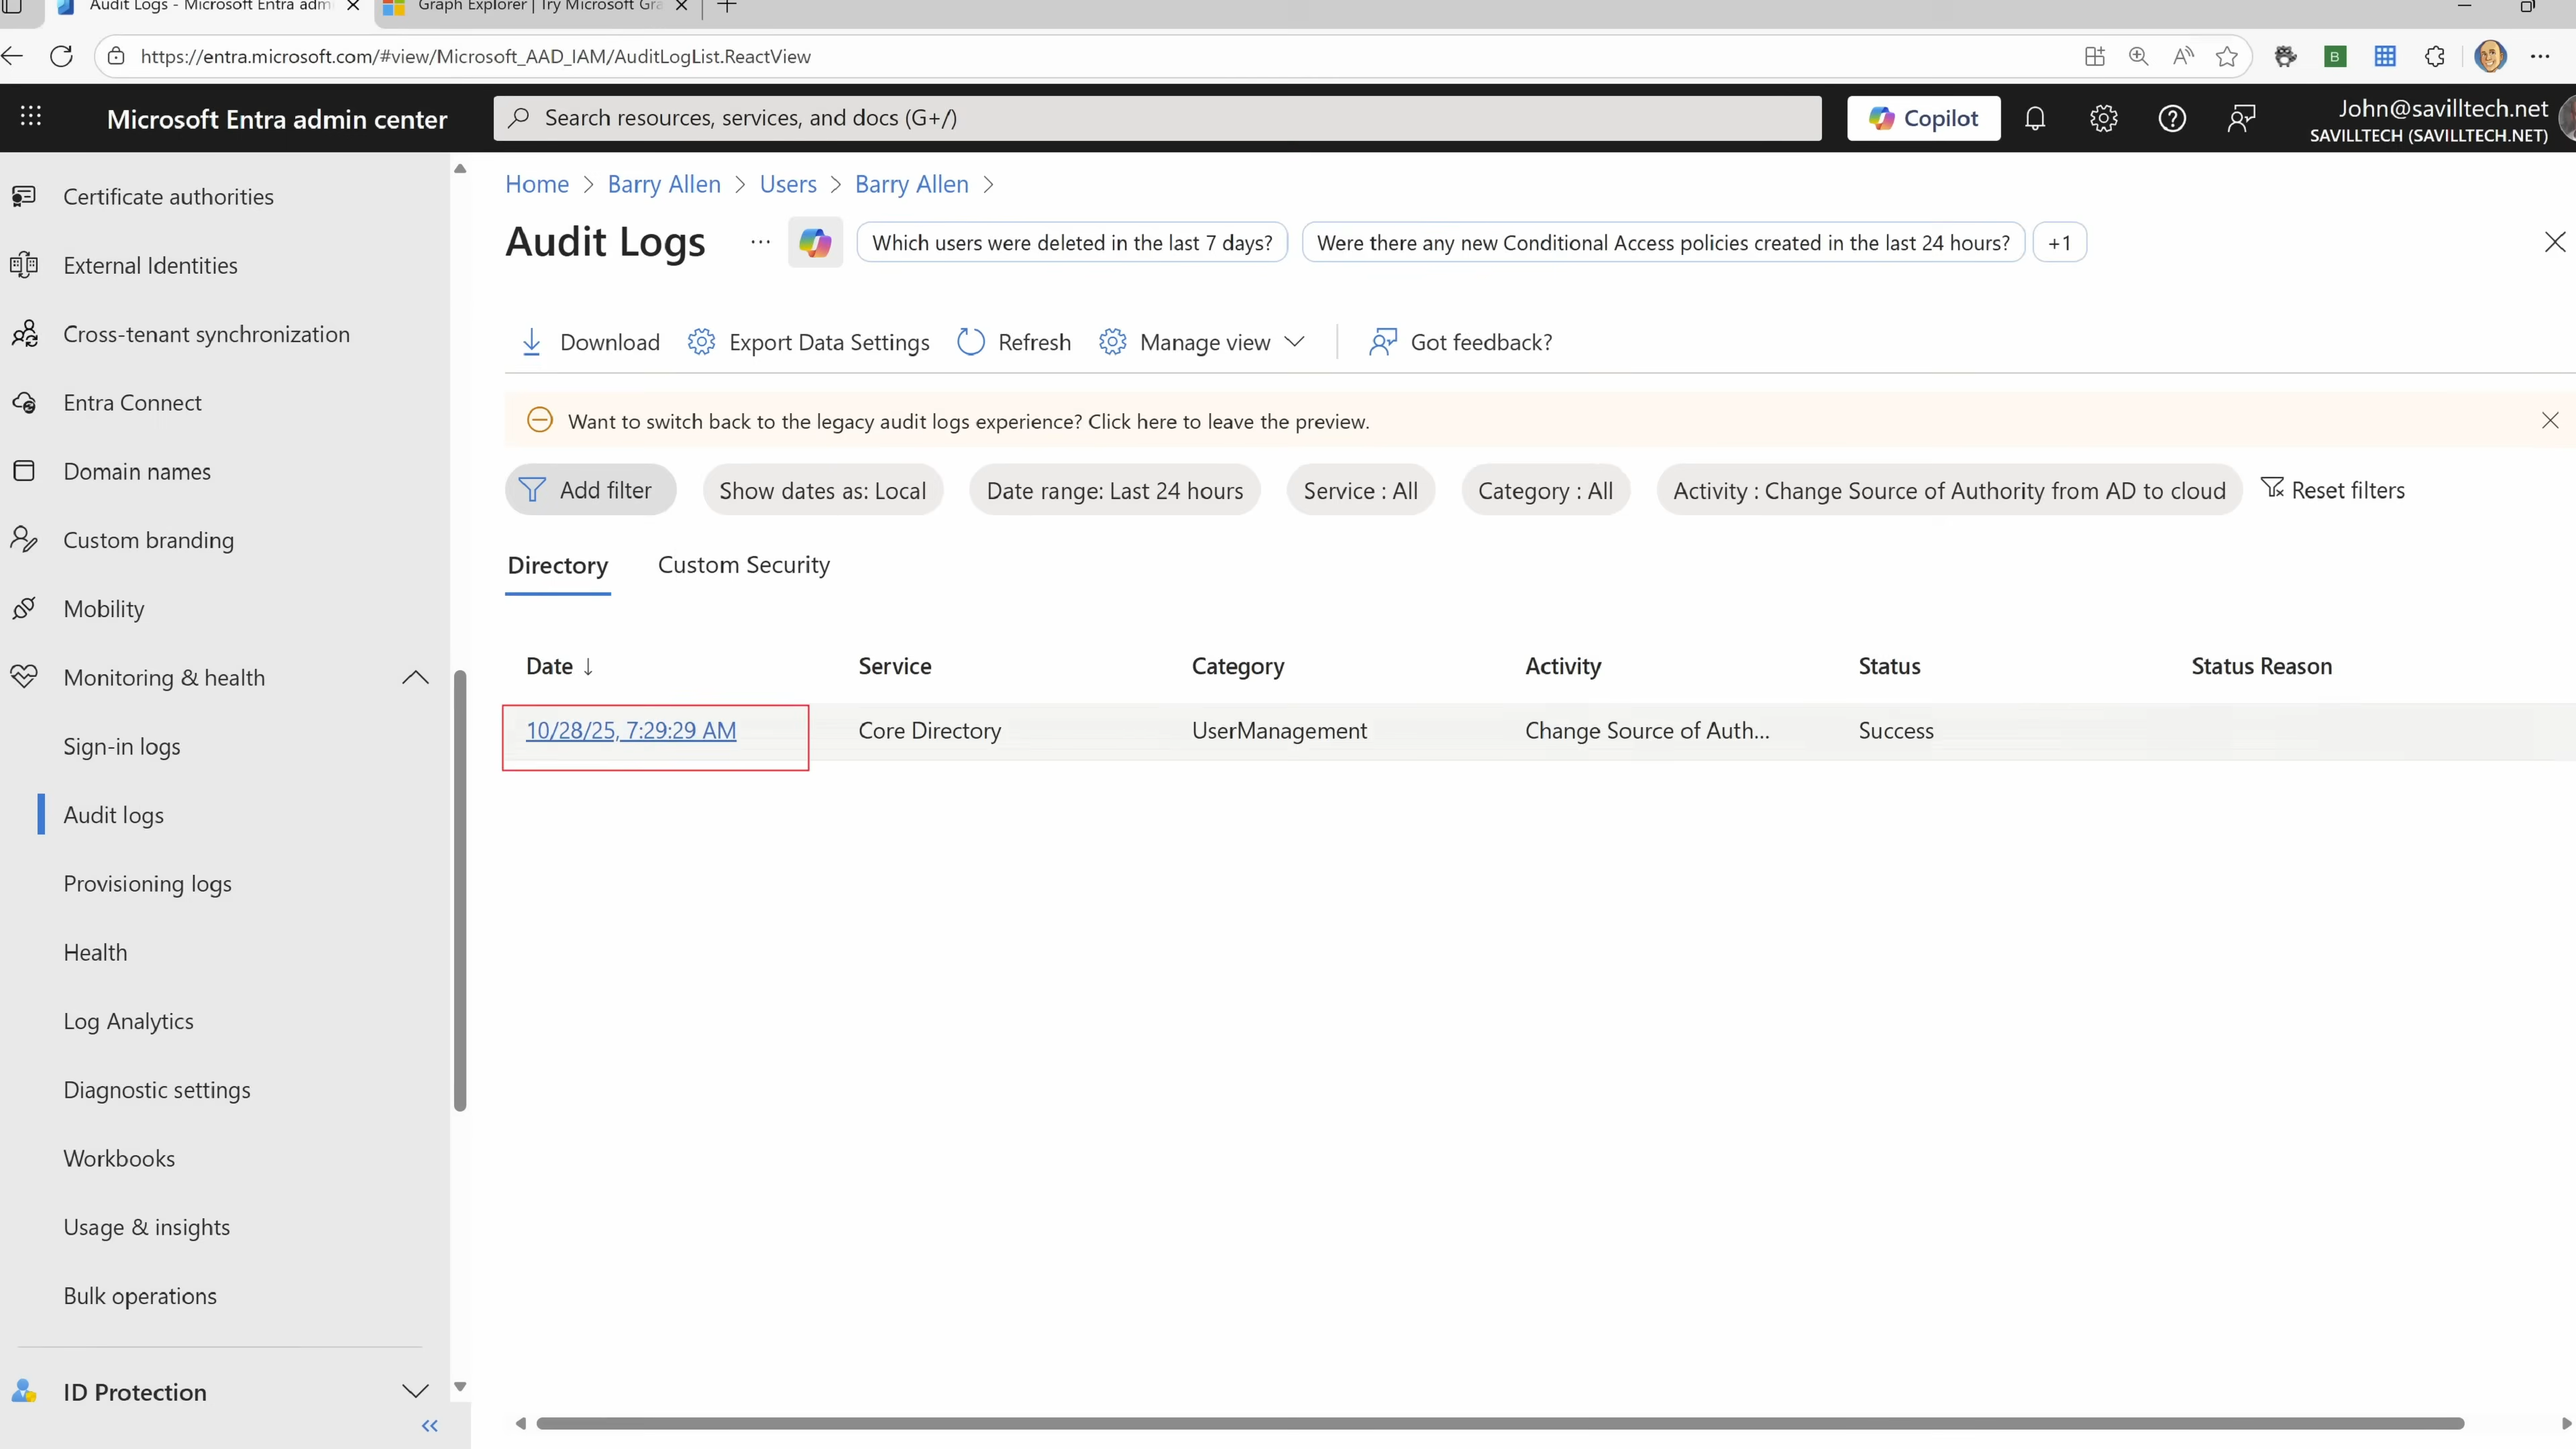 Audit Logs - Microsoft Entra adm
Graph Explorer | Try Microsoft Gra
https://entra.microsoft.com/#view/Microsoft_AAD_IAM/AuditLogList.ReactView
B
Microsoft Entra admin center
Search resources, services, and docs (G+/)
Copilot
John@savilltech.net
SAVILLTECH (SAVILLTECH.NET)
Certificate authorities
External Identities
Cross-tenant synchronization
Entra Connect
Domain names
Custom branding
Mobility
Monitoring & health
Sign-in logs
Audit logs
Provisioning logs
Health
Log Analytics
Diagnostic settings
Workbooks
Usage & insights
Bulk operations
ID Protection
Home > Barry Allen > Users > Barry Allen >
Audit Logs ... Which users were deleted in the last 7 days? Were there any new Conditional Access policies created in the last 24 hours? +1
Download Export Data Settings Refresh Manage view Got feedback?
Want to switch back to the legacy audit logs experience? Click here to leave the preview.
Add filter Show dates as: Local Date range: Last 24 hours Service : All Category : All Activity : Change Source of Authority from AD to cloud Reset filters
Directory Custom Security
Date ↓ Service Category Activity Status Status Reason
10/28/25, 7:29:29 AM Core Directory UserManagement Change Source of Auth... Success